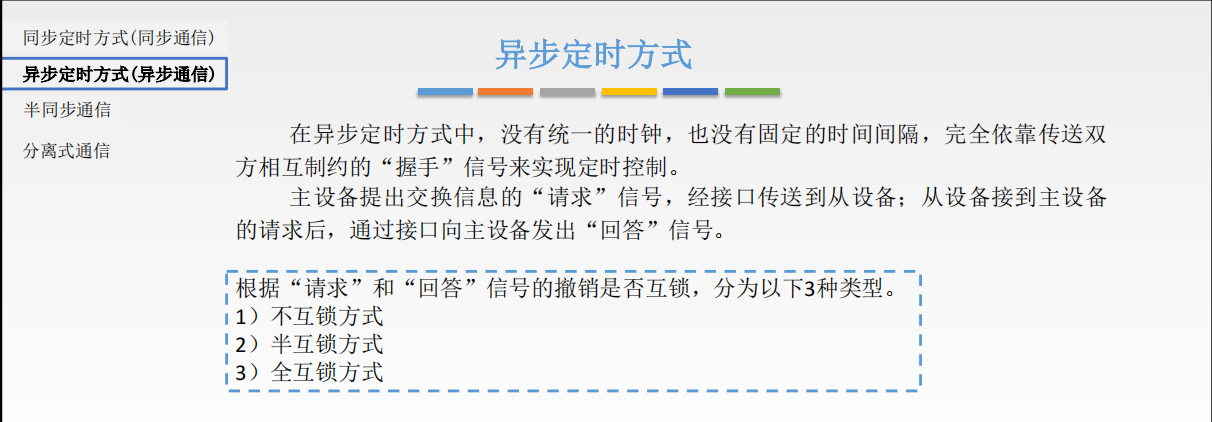 同步定时方式(同步通信)
异步定时方式(异步通信)
半同步通信
分离式通信
异步定时方式
在异步定时方式中，没有统一的时钟，也没有固定的时间间隔，完全依靠传送双
方相互制约的“握手”信号来实现定时控制。
主设备提出交换信息的“请求”信号，经接口传送到从设备；从设备接到主设备
的请求后，通过接口向主设备发出“回答”信号。
根据“请求”和“回答”信号的撤销是否互锁，分为以下3种类型。
1）不互锁方式
2）半互锁方式
3）全互锁方式